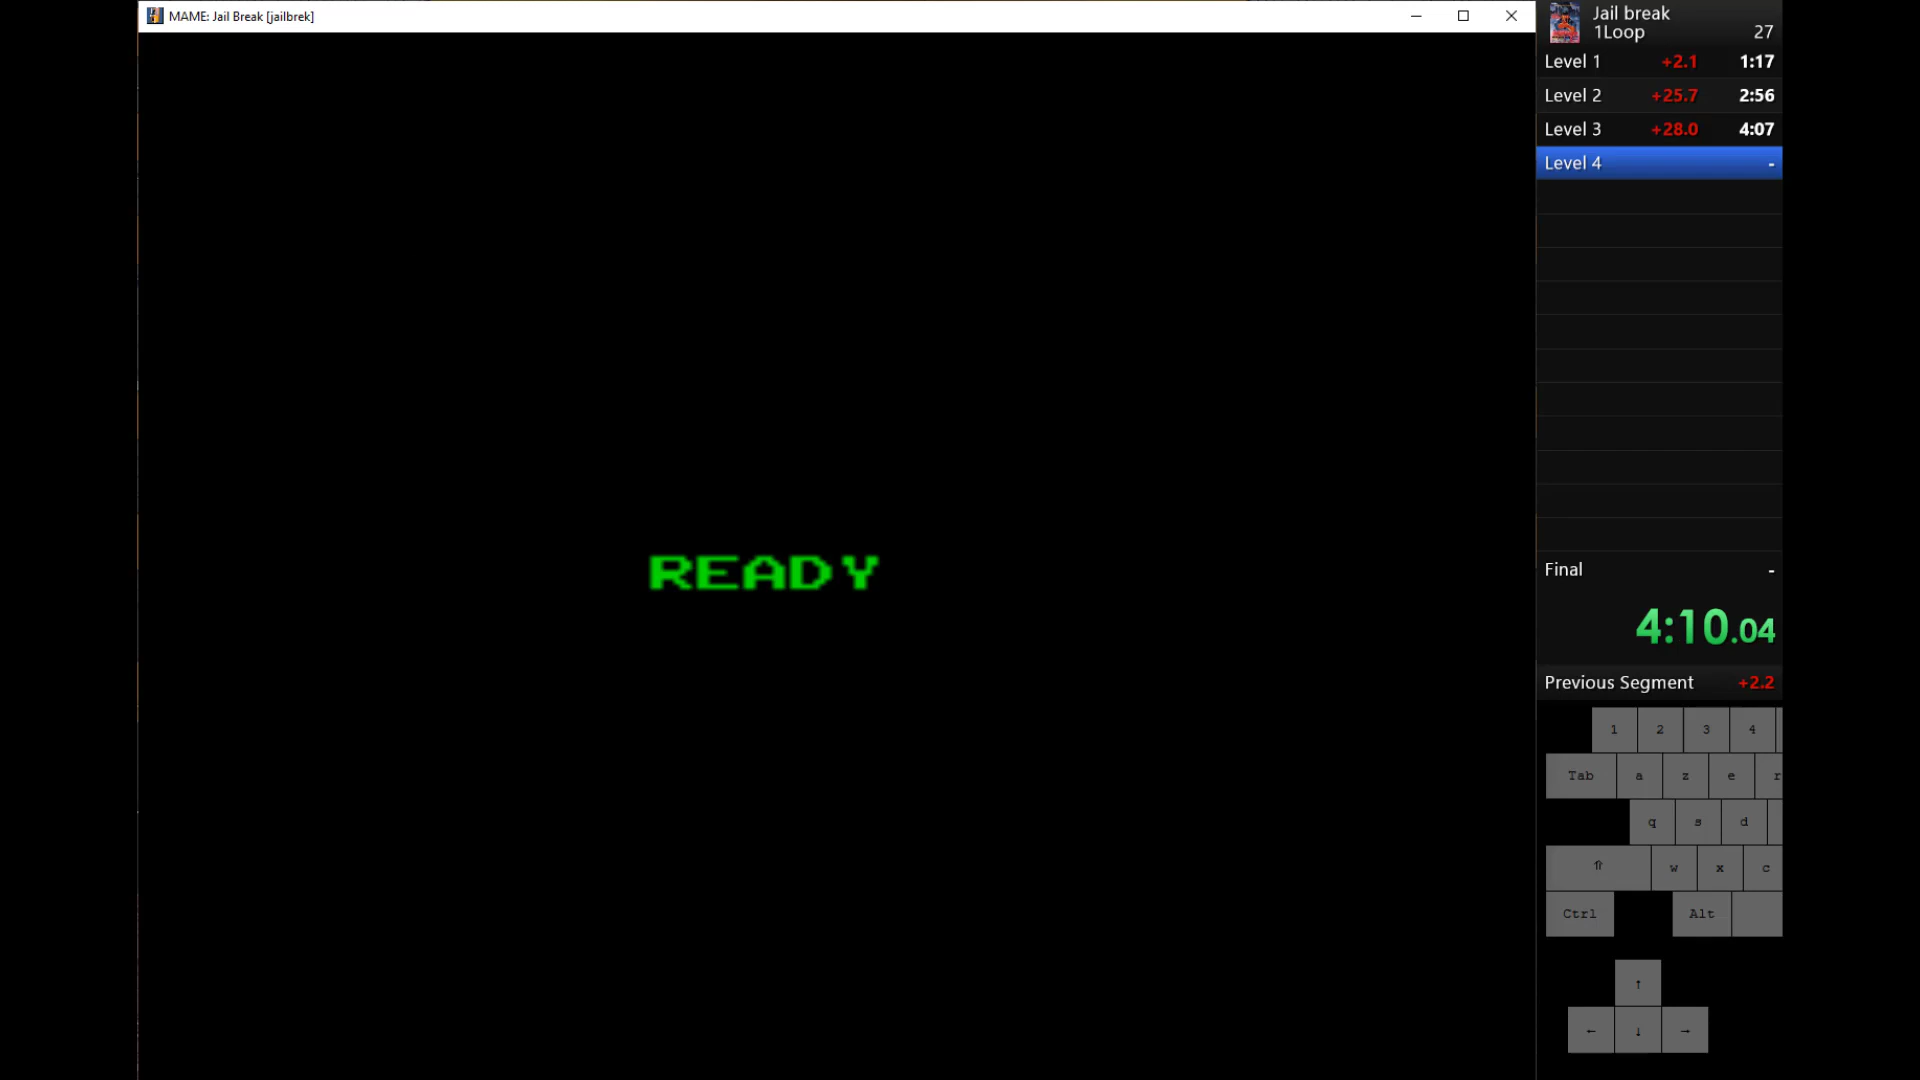 MAME: Jail Break [jailbrek]
Jail break
1Loop 27
Level 1 +2.1 1:17
Level 2 +25.7 2:56
Level 3 +28.0 4:07
Level 4 -
READY
Final -
4:10.04
Previous Segment +2.2
1 2 3 4
Tab a z e r
q s d
⇑ w x c
Ctrl Alt
↑
← ↓ →